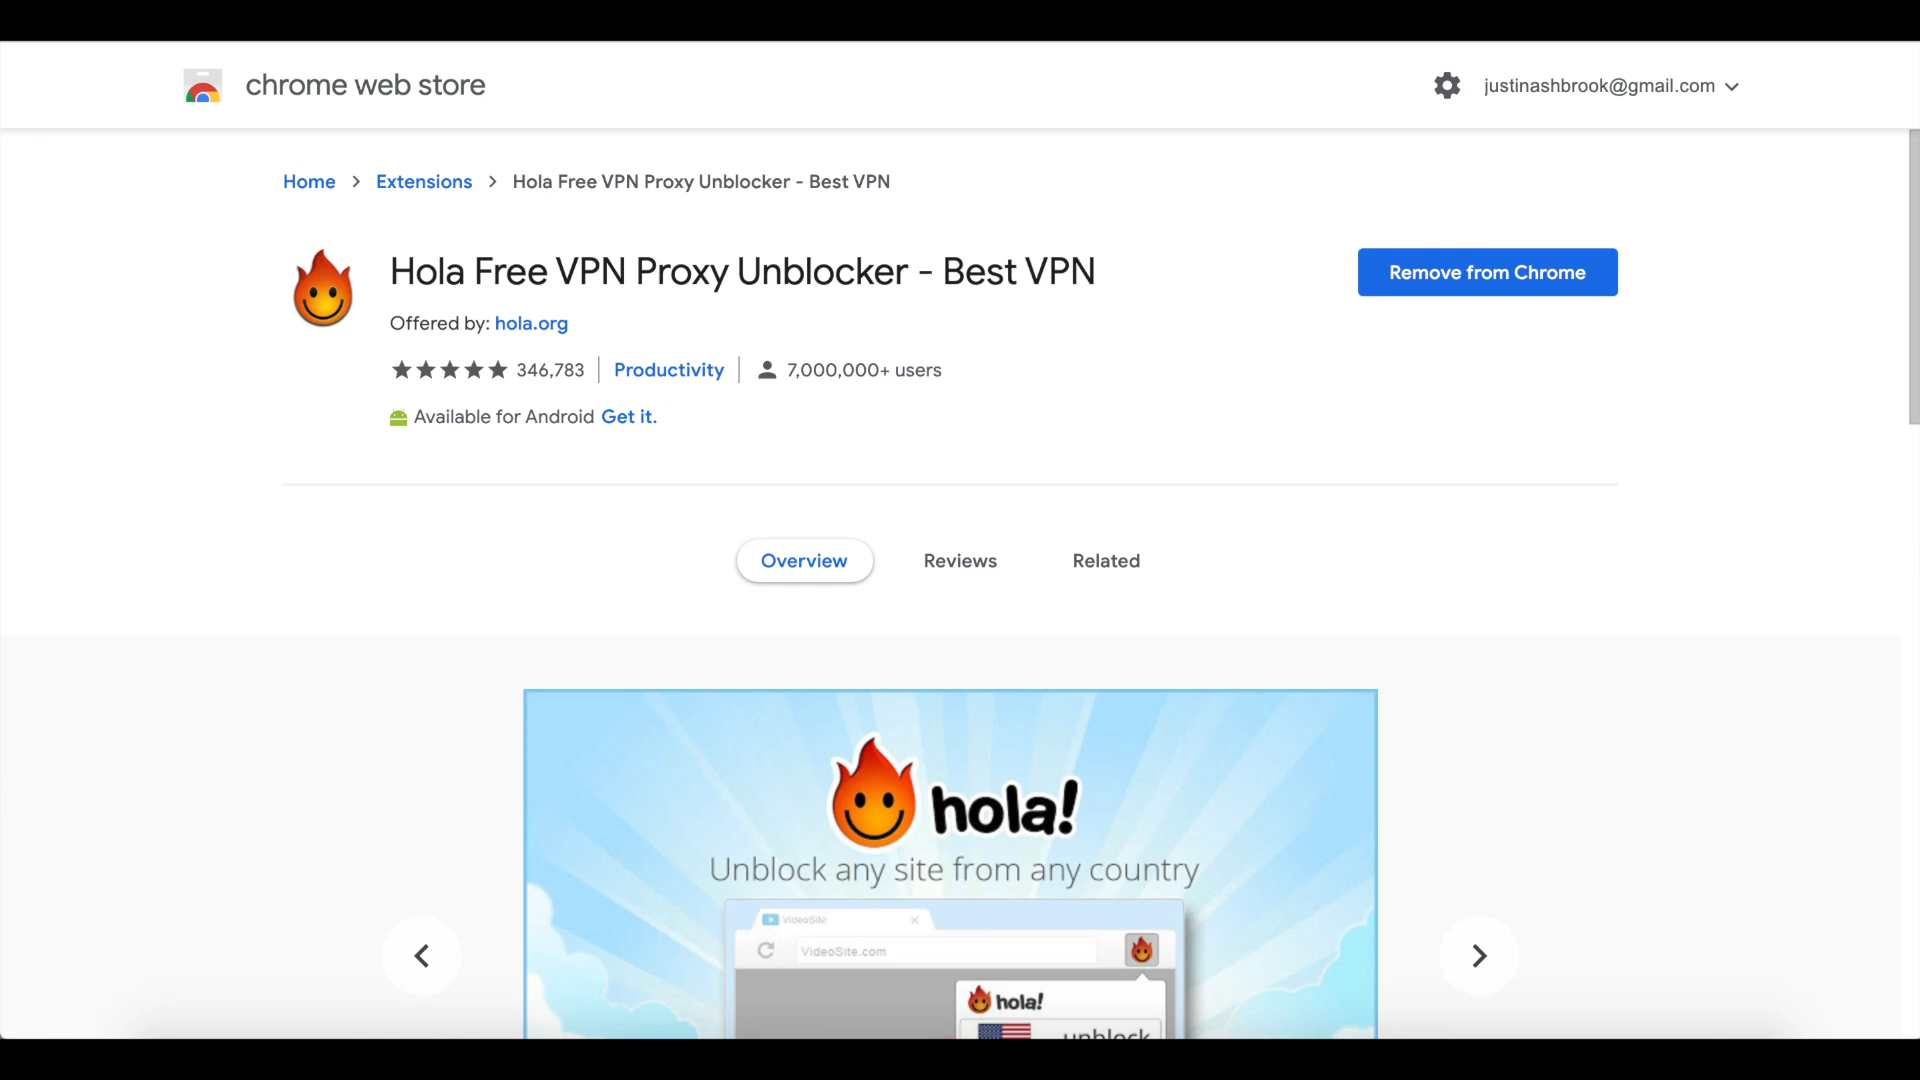 chrome web store
justinashbrook@gmail.com
Home > Extensions > Hola Free VPN Proxy Unblocker - Best VPN
Hola Free VPN Proxy Unblocker - Best VPN
Remove from Chrome
Offered by: hola.org
346,783 | Productivity | 7,000,000+ users
Available for Android Get it.
Overview
Reviews
Related
hola!
Unblock any site from any country
VideoSite
VideoSite.com
hola!
unblock